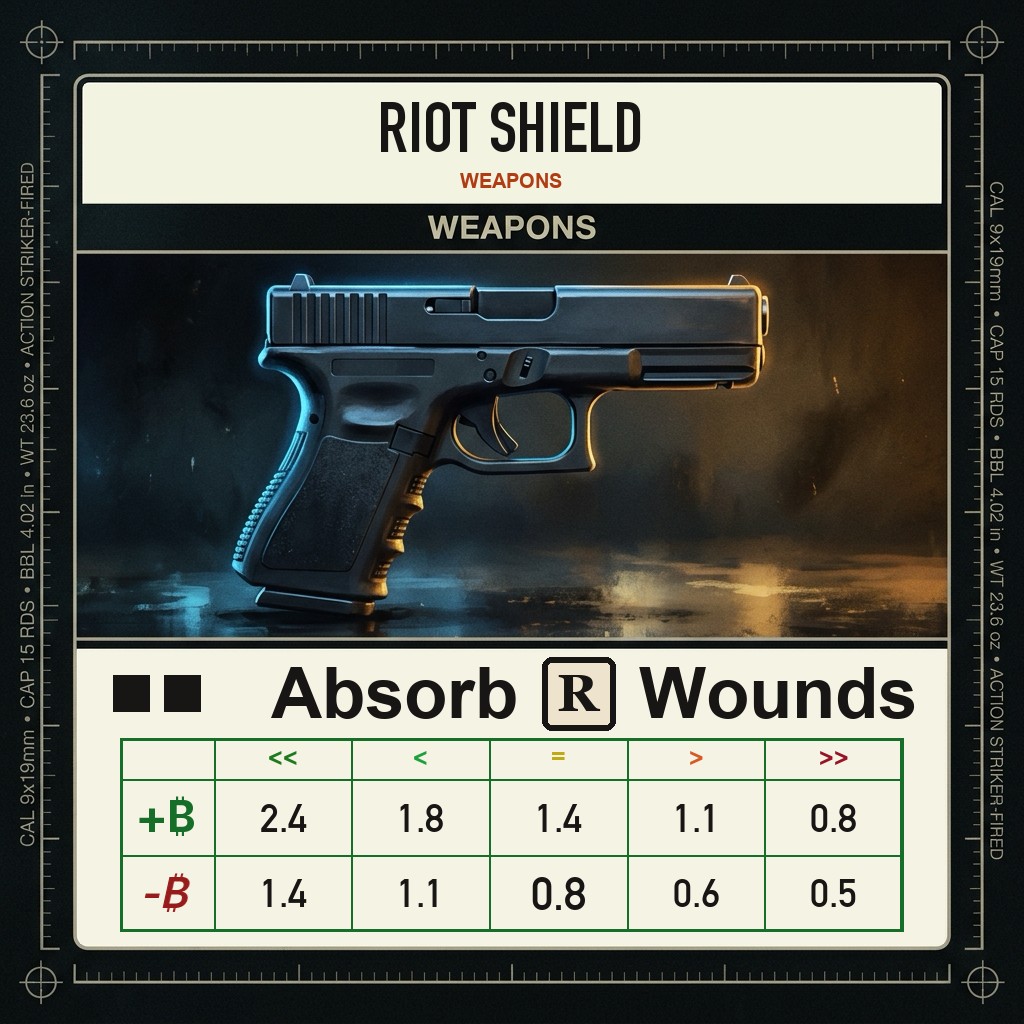 RIOT SHIELD
WEAPONS
WEAPONS
CAL 9x19mm • CAP 15 RDS • BBL 4.02 in • WT 23.6 oz • ACTION STRIKER-FIRED
CAL 9x19mm • CAP 15 RDS • BBL 4.02 in • WT 23.6 oz • ACTION STRIKER-FIRED
Absorb R Wounds
<< < = > >>
+₿ 2.4 1.8 1.4 1.1 0.8
-₿ 1.4 1.1 0.8 0.6 0.5